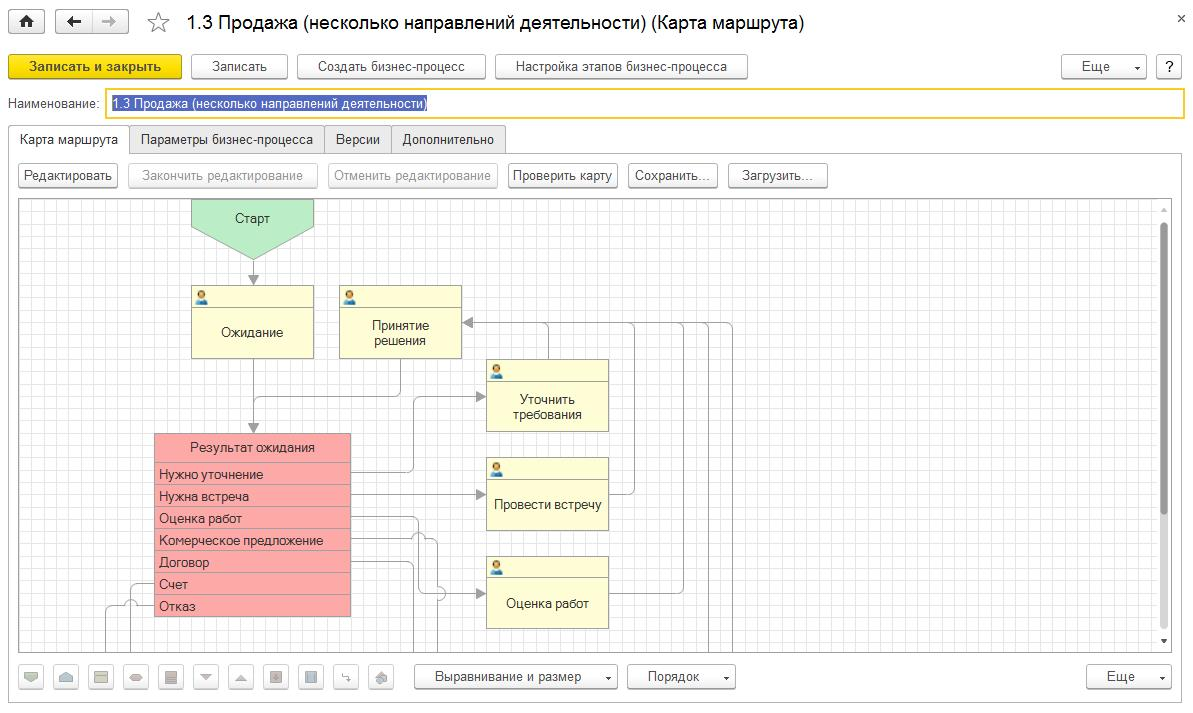 1.3 Продажа (несколько направлений деятельности) (Карта маршрута)
Записать и закрыть
Записать
Создать бизнес-процесс
Настройка этапов бизнес-процесса
Еще
?
Наименование:
1.3 Продажа (несколько направлений деятельности)
Карта маршрута
Параметры бизнес-процесса
Версии
Дополнительно
Редактировать
Закончить редактирование
Отменить редактирование
Проверить карту
Сохранить...
Загрузить...
Старт
Ожидание
Принятие
решения
Уточнить
требования
Результат ожидания
Нужно уточнение
Нужна встреча
Оценка работ
Комерческое предложение
Договор
Счет
Отказ
Провести встречу
Оценка работ
Выравнивание и размер
Порядок
Еще